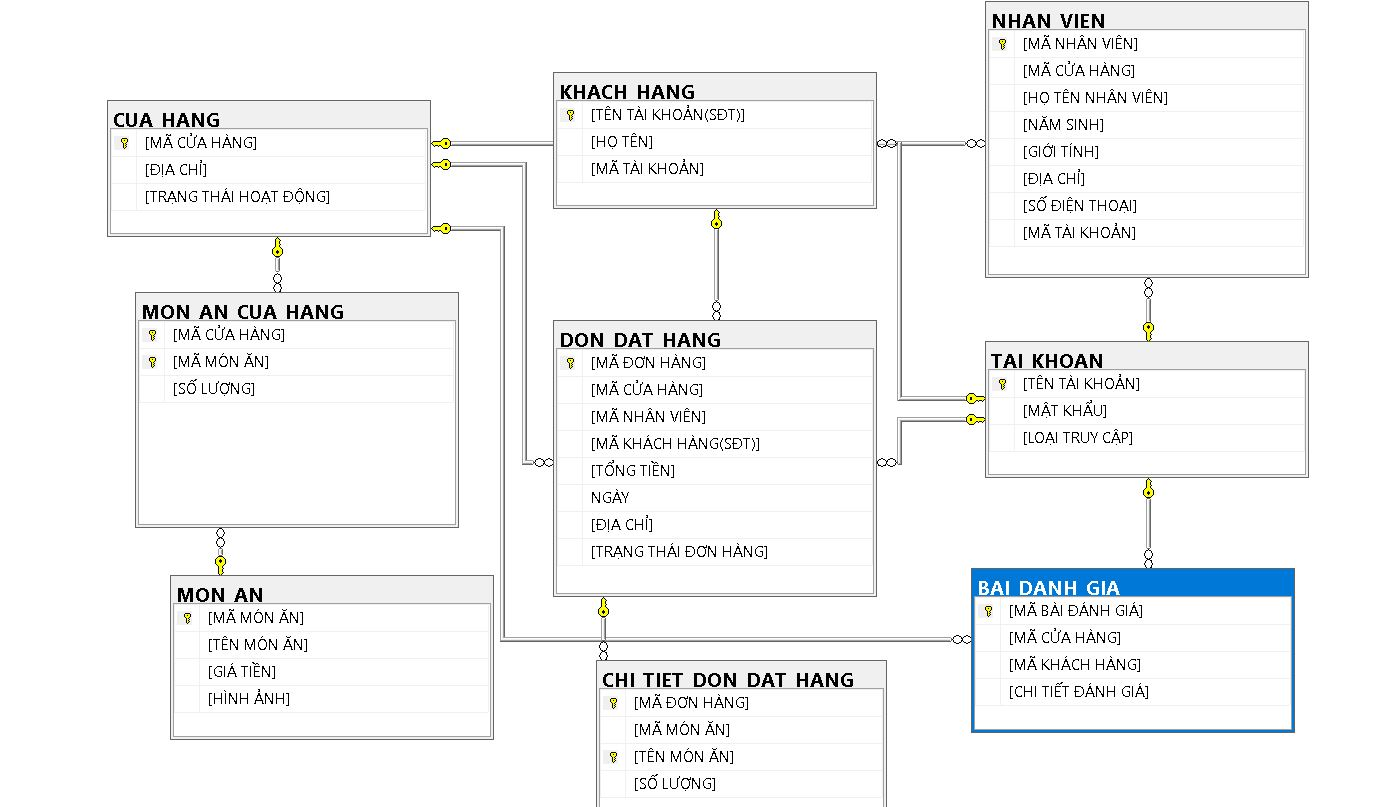 NHAN VIEN
[MÃ NHÂN VIÊN]
[MÃ CỬA HÀNG]
[HỌ TÊN NHÂN VIÊN]
[NĂM SINH]
[GIỚI TÍNH]
[ĐỊA CHỈ]
[SỐ ĐIỆN THOẠI]
[MÃ TÀI KHOẢN]
KHACH HANG
[TÊN TÀI KHOẢN(SĐT)]
[HỌ TÊN]
[MÃ TÀI KHOẢN]
CUA HANG
[MÃ CỬA HÀNG]
[ĐỊA CHỈ]
[TRẠNG THÁI HOẠT ĐỘNG]
MON AN CUA HANG
[MÃ CỬA HÀNG]
[MÃ MÓN ĂN]
[SỐ LƯỢNG]
DON DAT HANG
[MÃ ĐƠN HÀNG]
[MÃ CỬA HÀNG]
[MÃ NHÂN VIÊN]
[MÃ KHÁCH HÀNG(SĐT)]
[TỔNG TIỀN]
NGÀY
[ĐỊA CHỈ]
[TRẠNG THÁI ĐƠN HÀNG]
TAI KHOAN
[TÊN TÀI KHOẢN]
[MẬT KHẨU]
[LOẠI TRUY CẬP]
MON AN
[MÃ MÓN ĂN]
[TÊN MÓN ĂN]
[GIÁ TIỀN]
[HÌNH ẢNH]
BAI DANH GIA
[MÃ BÀI ĐÁNH GIÁ]
[MÃ CỬA HÀNG]
[MÃ KHÁCH HÀNG]
[CHI TIẾT ĐÁNH GIÁ]
CHI TIET DON DAT HANG
[MÃ ĐƠN HÀNG]
[MÃ MÓN ĂN]
[TÊN MÓN ĂN]
[SỐ LƯỢNG]